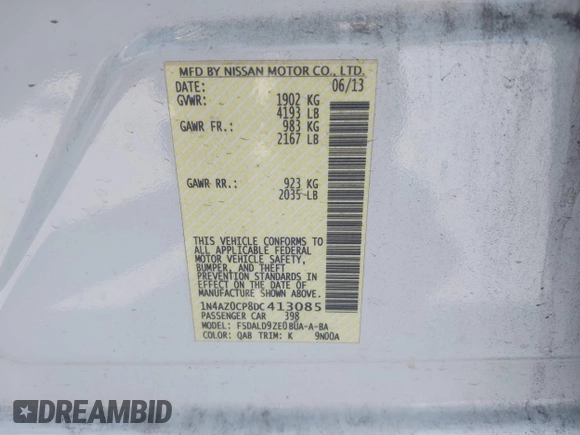 MFD BY NISSAN MOTOR CO., LTD.
DATE: 06/13
GVWR: 1902 KG
4193 LB
GAWR FR.: 983 KG
2167 LB
GAWR RR.: 923 KG
2035 LB
THIS VEHICLE CONFORMS TO
ALL APPLICABLE FEDERAL
MOTOR VEHICLE SAFETY,
BUMPER, AND THEFT
PREVENTION STANDARDS IN
EFFECT ON THE DATE OF
MANUFACTURE SHOWN ABOVE.
1N4AZ0CP8DC413085
PASSENGER CAR 398
MODEL: FSDALD9ZE0BUA-A-BA
COLOR: QAB TRIM: K 9N00A
DREAMBID